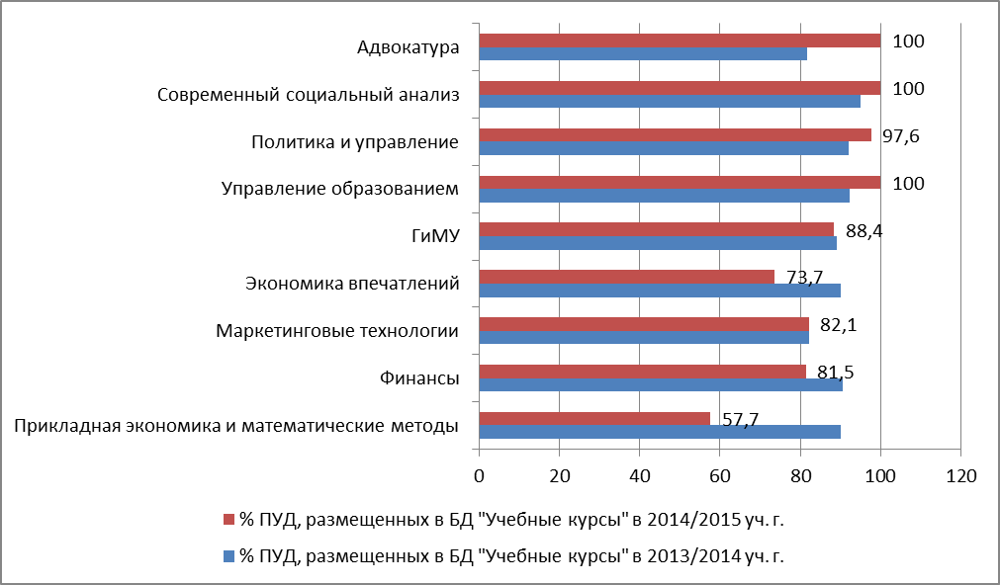 Адвокатура
100
Современный социальный анализ
100
Политика и управление
97,6
Управление образованием
100
ГиМУ
88,4
Экономика впечатлений
73,7
Маркетинговые технологии
82,1
Финансы
81,5
Прикладная экономика и математические методы
57,7
0 20 40 60 80 100 120
% ПУД, размещенных в БД "Учебные курсы" в 2014/2015 уч. г.
% ПУД, размещенных в БД "Учебные курсы" в 2013/2014 уч. г.